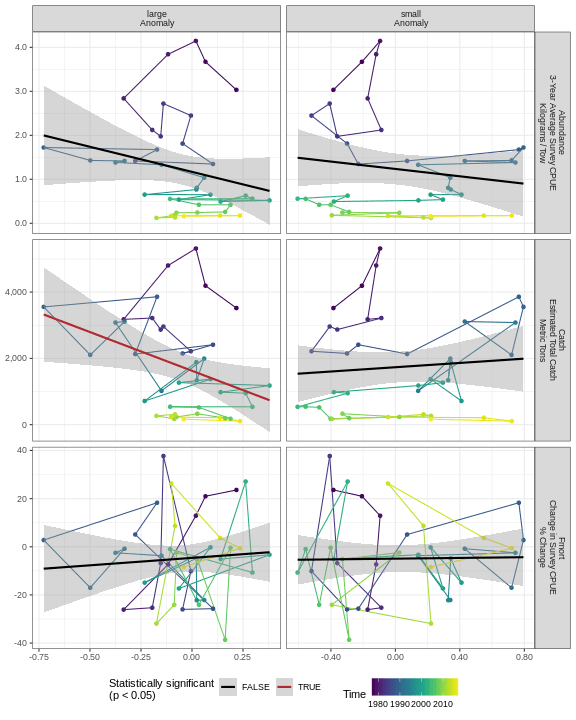 large
Anomaly
small
Anomaly
4.0
3.0
2.0
1.0
0.0
Abundance
3-Year Average Survey CPUE
Kilograms / Tow
4,000
2,000
0
Catch
Estimated Total Catch
Metric Tons
40
20
0
-20
-40
Fmort
Change in Survey CPUE
% Change
-0.75 -0.50 -0.25 0.00 0.25
-0.40 0.00 0.40 0.80
Statistically significant
(p < 0.05)
FALSE
TRUE
Time
1980 1990 2000 2010